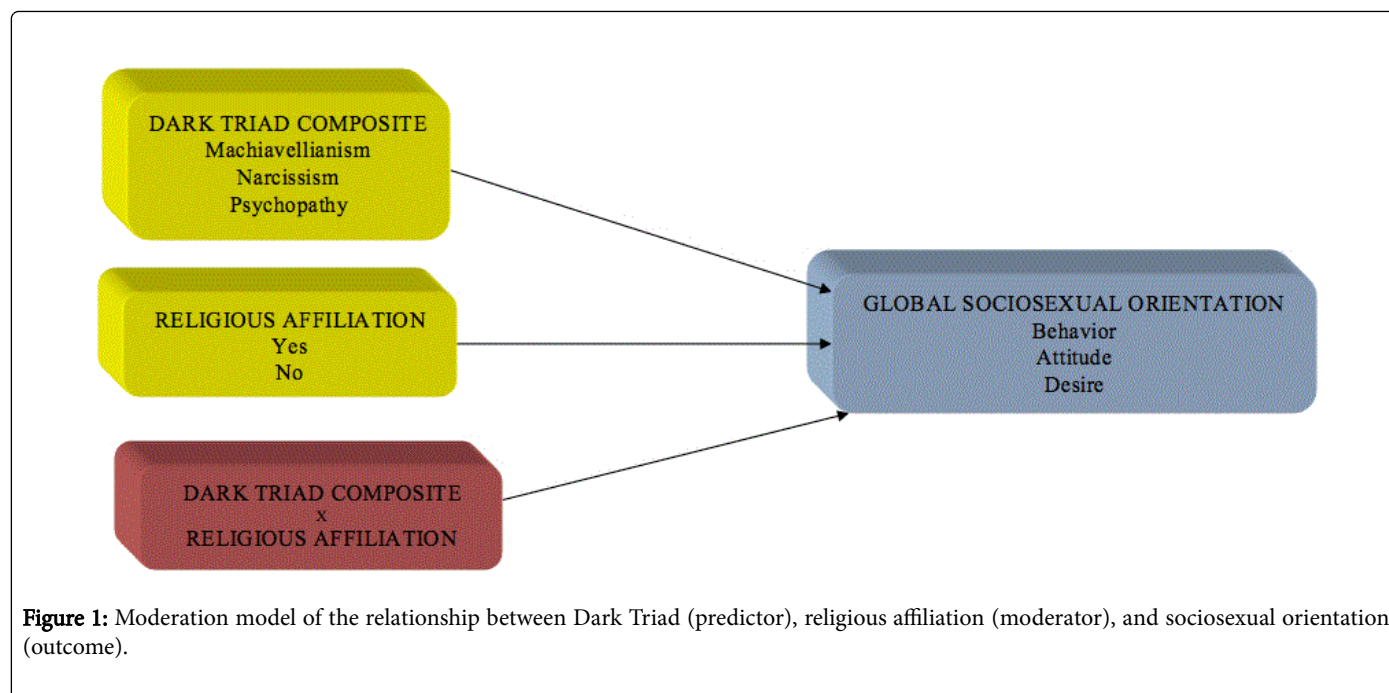 DARK TRIAD COMPOSITE
Machiavellianism
Narcissism
Psychopathy
RELIGIOUS AFFILIATION
Yes
No
DARK TRIAD COMPOSITE
x
RELIGIOUS AFFILIATION
GLOBAL SOCIOSEXUAL ORIENTATION
Behavior
Attitude
Desire
Figure 1: Moderation model of the relationship between Dark Triad (predictor), religious affiliation (moderator), and sociosexual orientation
(outcome).